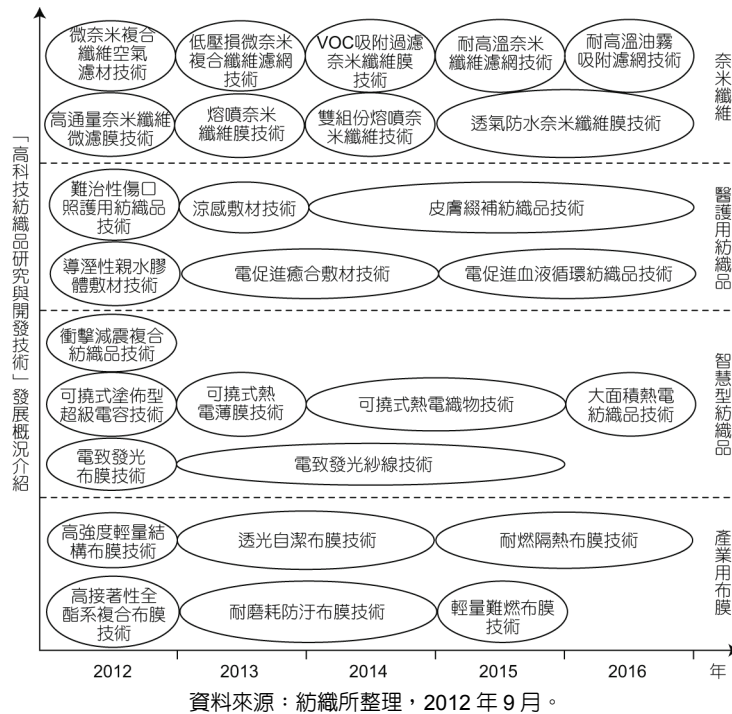 「高科技紡織品研究與開發技術」發展概況介紹
微奈米複合
纖維空氣
濾材技術
低壓損微奈米
複合纖維濾網
技術
VOC吸附過濾
奈米纖維膜
技術
耐高溫奈米
纖維濾網技術
耐高溫油霧
吸附濾網技術
高通量奈米纖維
微濾膜技術
熔噴奈米
纖維膜技術
雙組份熔噴奈
米纖維技術
透氣防水奈米纖維膜技術
奈米纖維
難治性傷口
照護用紡織品
技術
涼感敷材技術
皮膚綴補紡織品技術
導溼性親水膠
體敷材技術
電促進癒合敷材技術
電促進血液循環紡織品技術
醫護用紡織品
衝擊減震複合
紡織品技術
可撓式塗佈型
超級電容技術
可撓式熱
電薄膜技術
可撓式熱電織物技術
大面積熱電
紡織品技術
電致發光
布膜技術
電致發光紗線技術
智慧型紡織品
高強度輕量結
構布膜技術
透光自潔布膜技術
耐燃隔熱布膜技術
高接著性全
酯系複合布膜
技術
耐磨耗防汙布膜技術
輕量難燃布膜
技術
產業用布膜
2012 2013 2014 2015 2016 年
資料來源：紡織所整理，2012 年 9 月。